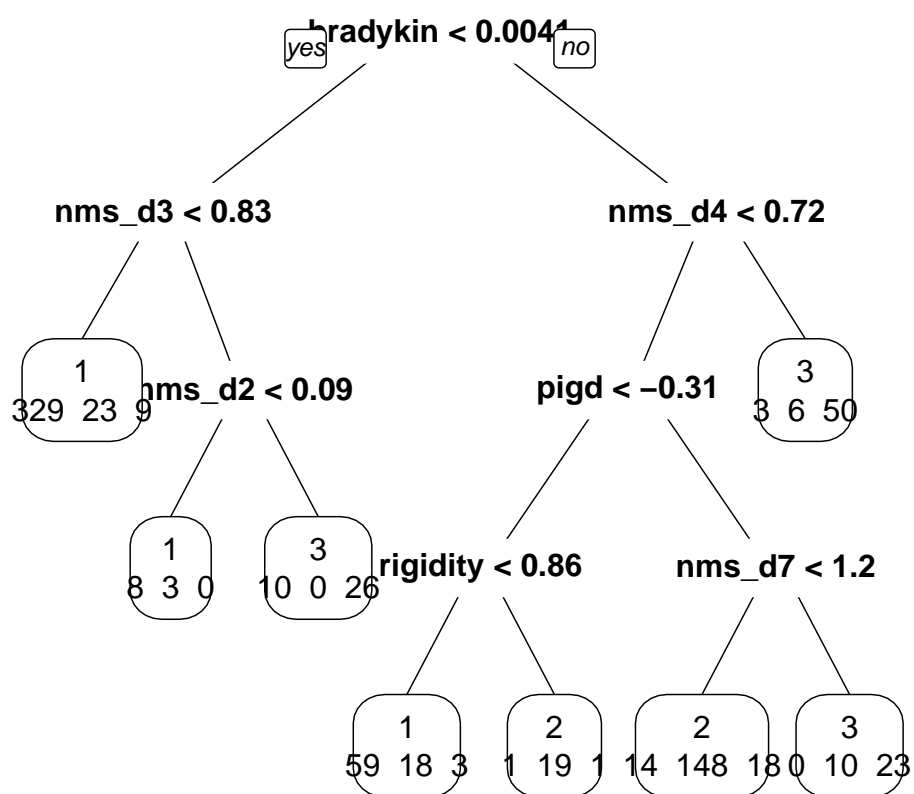 bradykin < 0.0041
yes
no
nms_d3 < 0.83
nms_d4 < 0.72
1
329 23 9
nms_d2 < 0.09
pigd < −0.31
3
3 6 50
1
8 3 0
3
10 0 26
rigidity < 0.86
nms_d7 < 1.2
1
59 18 3
2
1 19 1
2
14 148 18
3
0 10 23